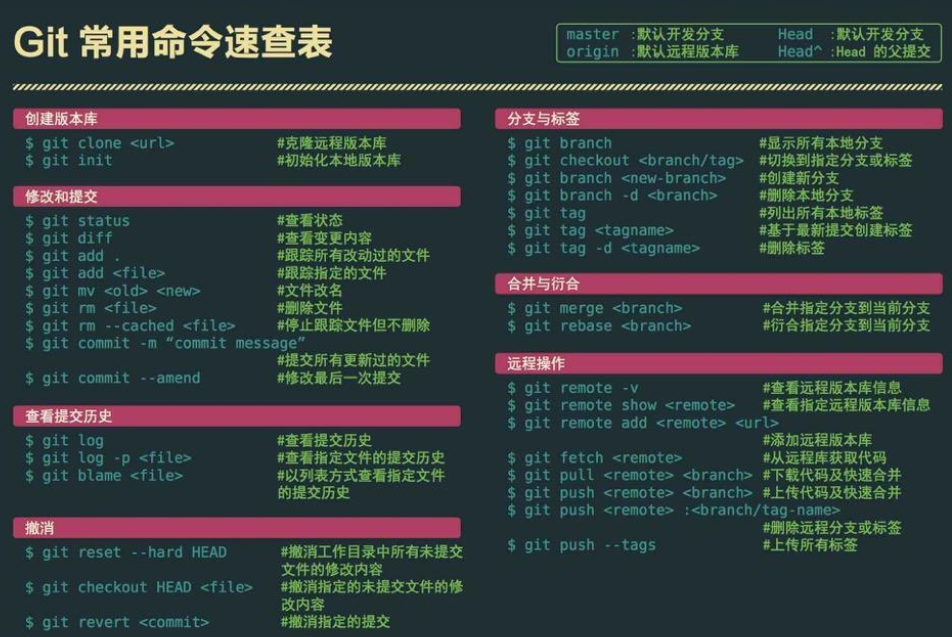 Git 常用命令速查表
master :默认开发分支 Head :默认开发分支
origin :默认远程版本库 Head^ :Head 的父提交
创建版本库
$ git clone <url> #克隆远程版本库
$ git init #初始化本地版本库
修改和提交
$ git status #查看状态
$ git diff #查看变更内容
$ git add . #跟踪所有改动过的文件
$ git add <file> #跟踪指定的文件
$ git mv <old> <new> #文件改名
$ git rm <file> #删除文件
$ git rm --cached <file> #停止跟踪文件但不删除
$ git commit -m “commit message”
#提交所有更新过的文件
$ git commit --amend #修改最后一次提交
查看提交历史
$ git log #查看提交历史
$ git log -p <file> #查看指定文件的提交历史
$ git blame <file> #以列表方式查看指定文件
的提交历史
撤消
$ git reset --hard HEAD #撤消工作目录中所有未提交
文件的修改内容
$ git checkout HEAD <file> #撤消指定的未提交文件的修
改内容
$ git revert <commit> #撤消指定的提交
分支与标签
$ git branch #显示所有本地分支
$ git checkout <branch/tag> #切换到指定分支或标签
$ git branch <new-branch> #创建新分支
$ git branch -d <branch> #删除本地分支
$ git tag #列出所有本地标签
$ git tag <tagname> #基于最新提交创建标签
$ git tag -d <tagname> #删除标签
合并与衍合
$ git merge <branch> #合并指定分支到当前分支
$ git rebase <branch> #衍合指定分支到当前分支
远程操作
$ git remote -v #查看远程版本库信息
$ git remote show <remote> #查看指定远程版本库信息
$ git remote add <remote> <url>
#添加远程版本库
$ git fetch <remote> #从远程库获取代码
$ git pull <remote> <branch> #下载代码及快速合并
$ git push <remote> <branch> #上传代码及快速合并
$ git push <remote> :<branch/tag-name>
#删除远程分支或标签
$ git push --tags #上传所有标签